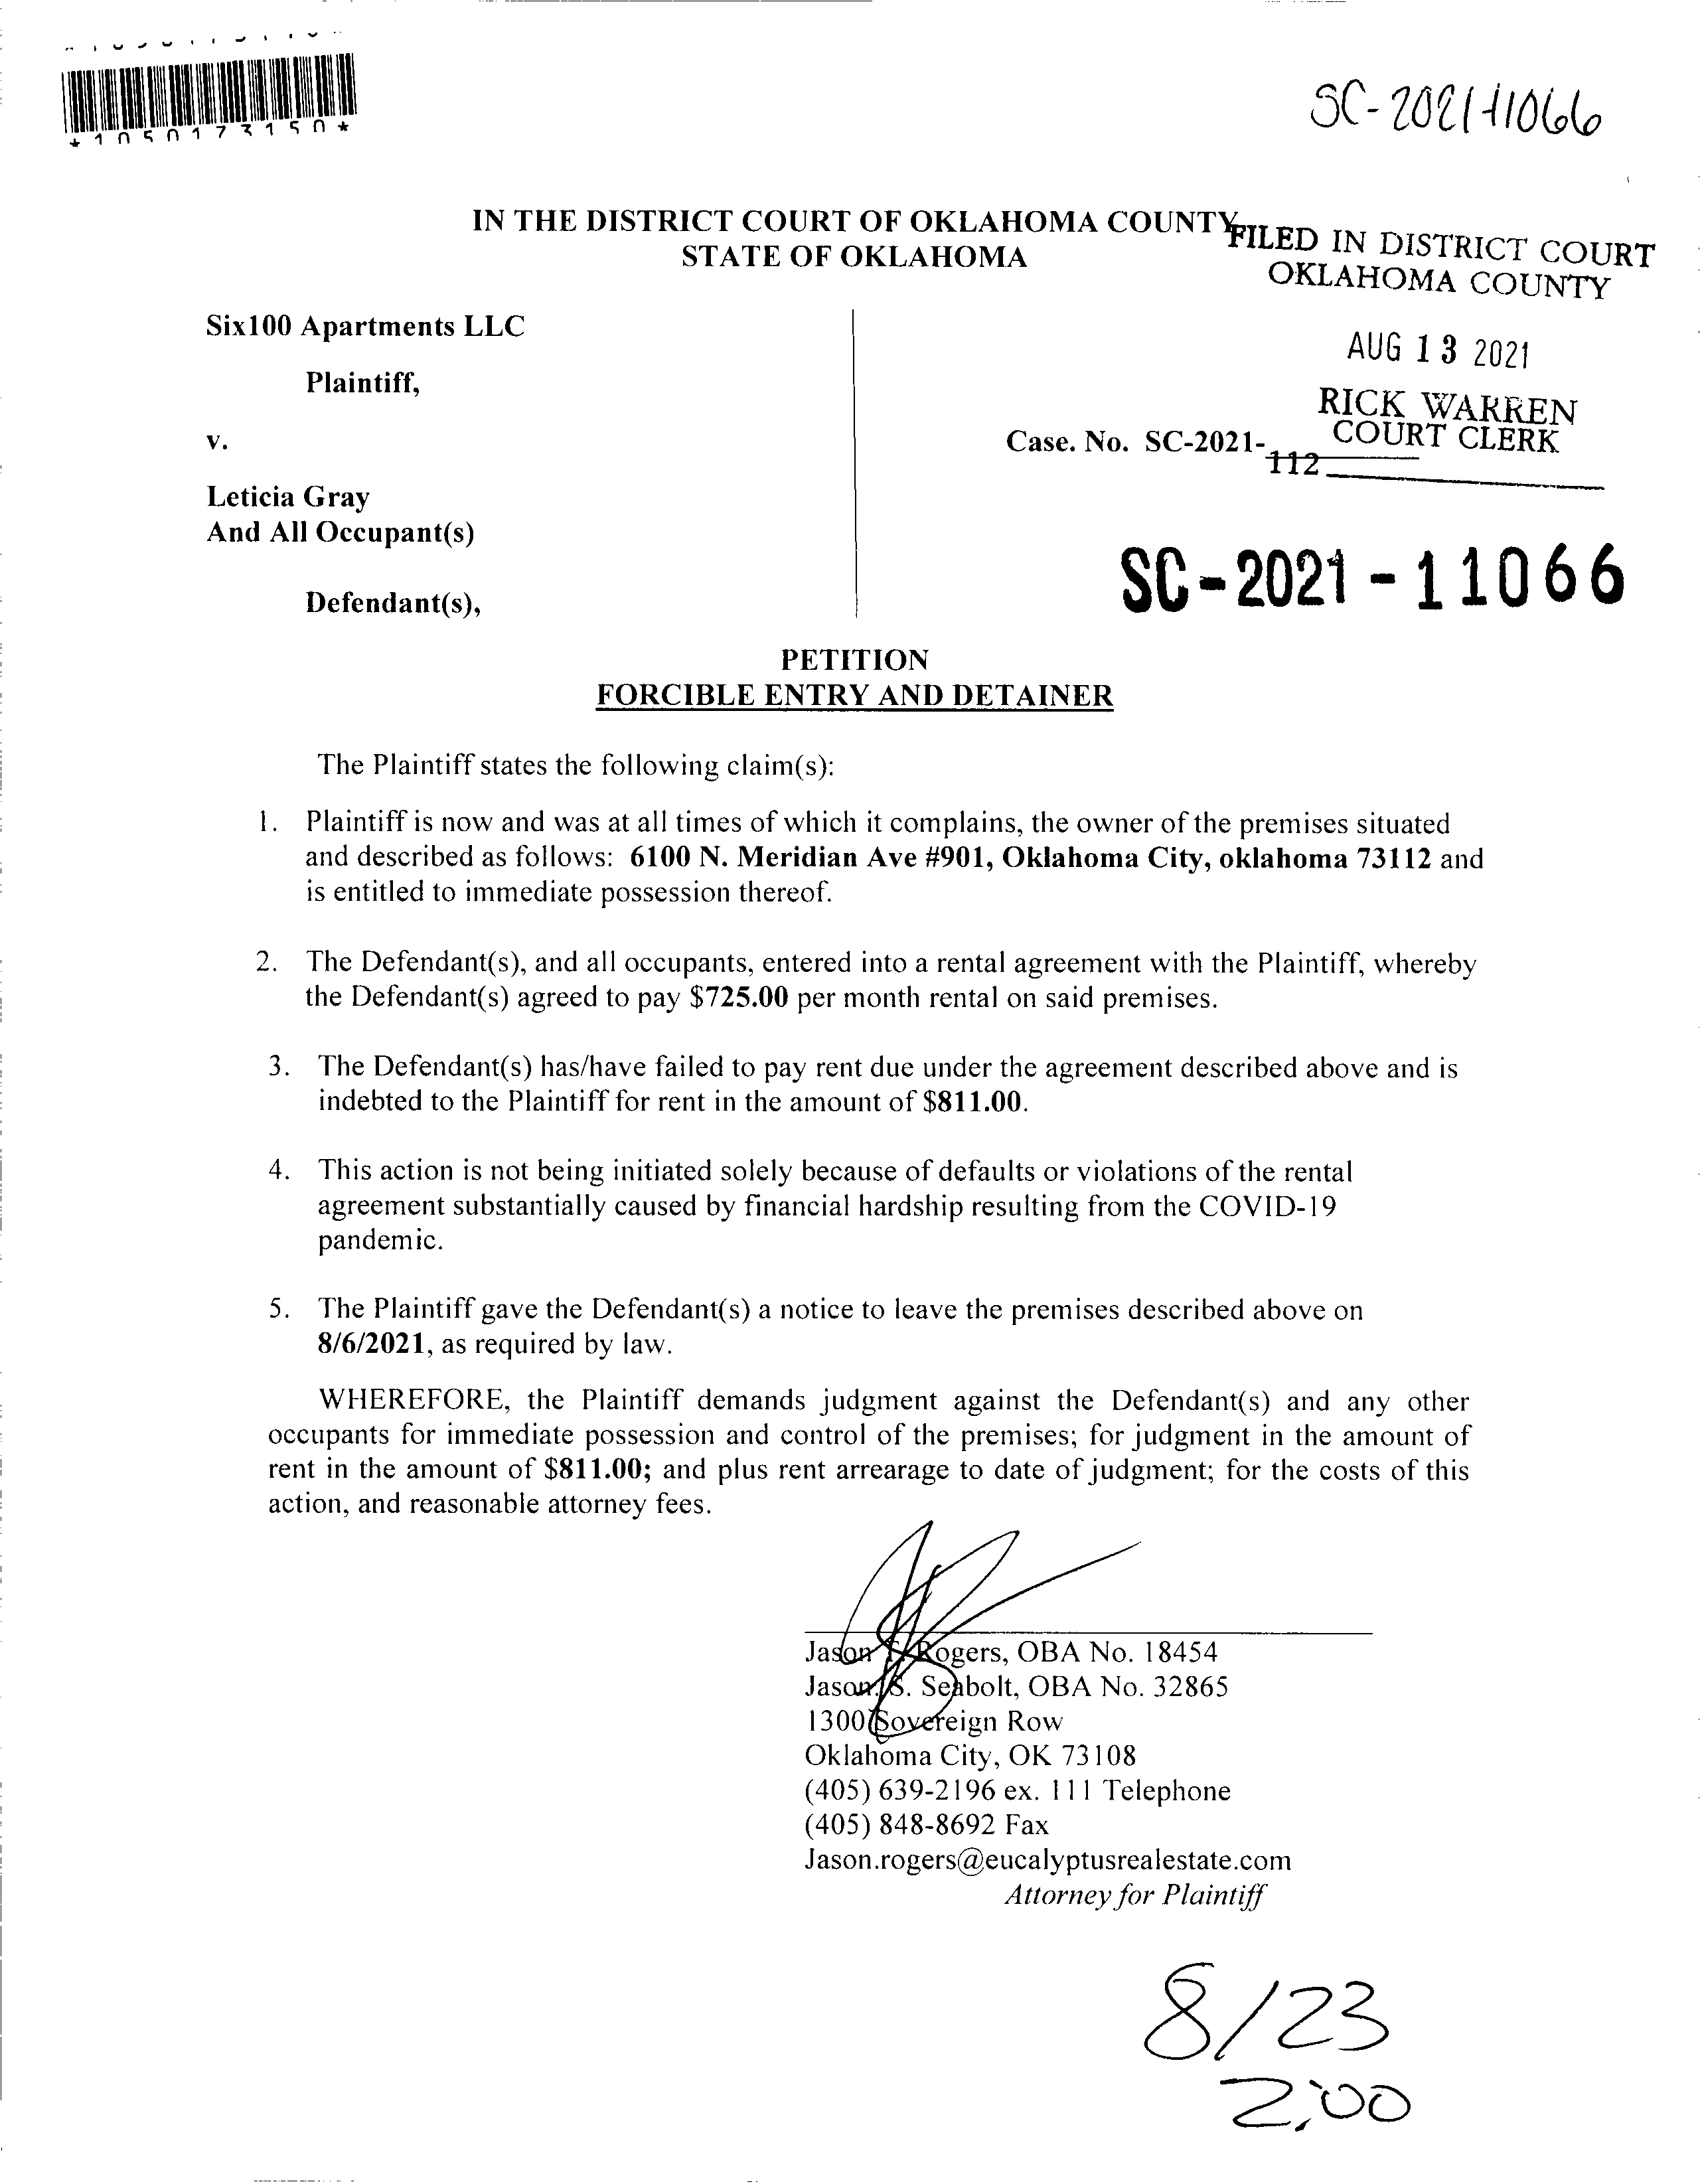 *1050173150*
SC-2021-11066
IN THE DISTRICT COURT OF OKLAHOMA COUNTY
STATE OF OKLAHOMA
FILED IN DISTRICT COURT
OKLAHOMA COUNTY
Six100 Apartments LLC
AUG 13 2021
Plaintiff,
RICK WARREN
COURT CLERK
v.
Case. No. SC-2021-
112
Leticia Gray
And All Occupant(s)
SC-2021-11066
Defendant(s),
PETITION
FORCIBLE ENTRY AND DETAINER
The Plaintiff states the following claim(s):
1. Plaintiff is now and was at all times of which it complains, the owner of the premises situated
and described as follows: 6100 N. Meridian Ave #901, Oklahoma City, oklahoma 73112 and
is entitled to immediate possession thereof.
2. The Defendant(s), and all occupants, entered into a rental agreement with the Plaintiff, whereby
the Defendant(s) agreed to pay $725.00 per month rental on said premises.
3. The Defendant(s) has/have failed to pay rent due under the agreement described above and is
indebted to the Plaintiff for rent in the amount of $811.00.
4. This action is not being initiated solely because of defaults or violations of the rental
agreement substantially caused by financial hardship resulting from the COVID-19
pandemic.
5. The Plaintiff gave the Defendant(s) a notice to leave the premises described above on
8/6/2021, as required by law.
WHEREFORE, the Plaintiff demands judgment against the Defendant(s) and any other
occupants for immediate possession and control of the premises; for judgment in the amount of
rent in the amount of $811.00; and plus rent arrearage to date of judgment; for the costs of this
action, and reasonable attorney fees.
Jason Rogers, OBA No. 18454
Jason S. Seabolt, OBA No. 32865
1300 Sovereign Row
Oklahoma City, OK 73108
(405) 639-2196 ex. 111 Telephone
(405) 848-8692 Fax
Jason.rogers@eucalyptusrealestate.com
Attorney for Plaintiff
8/23
2:00